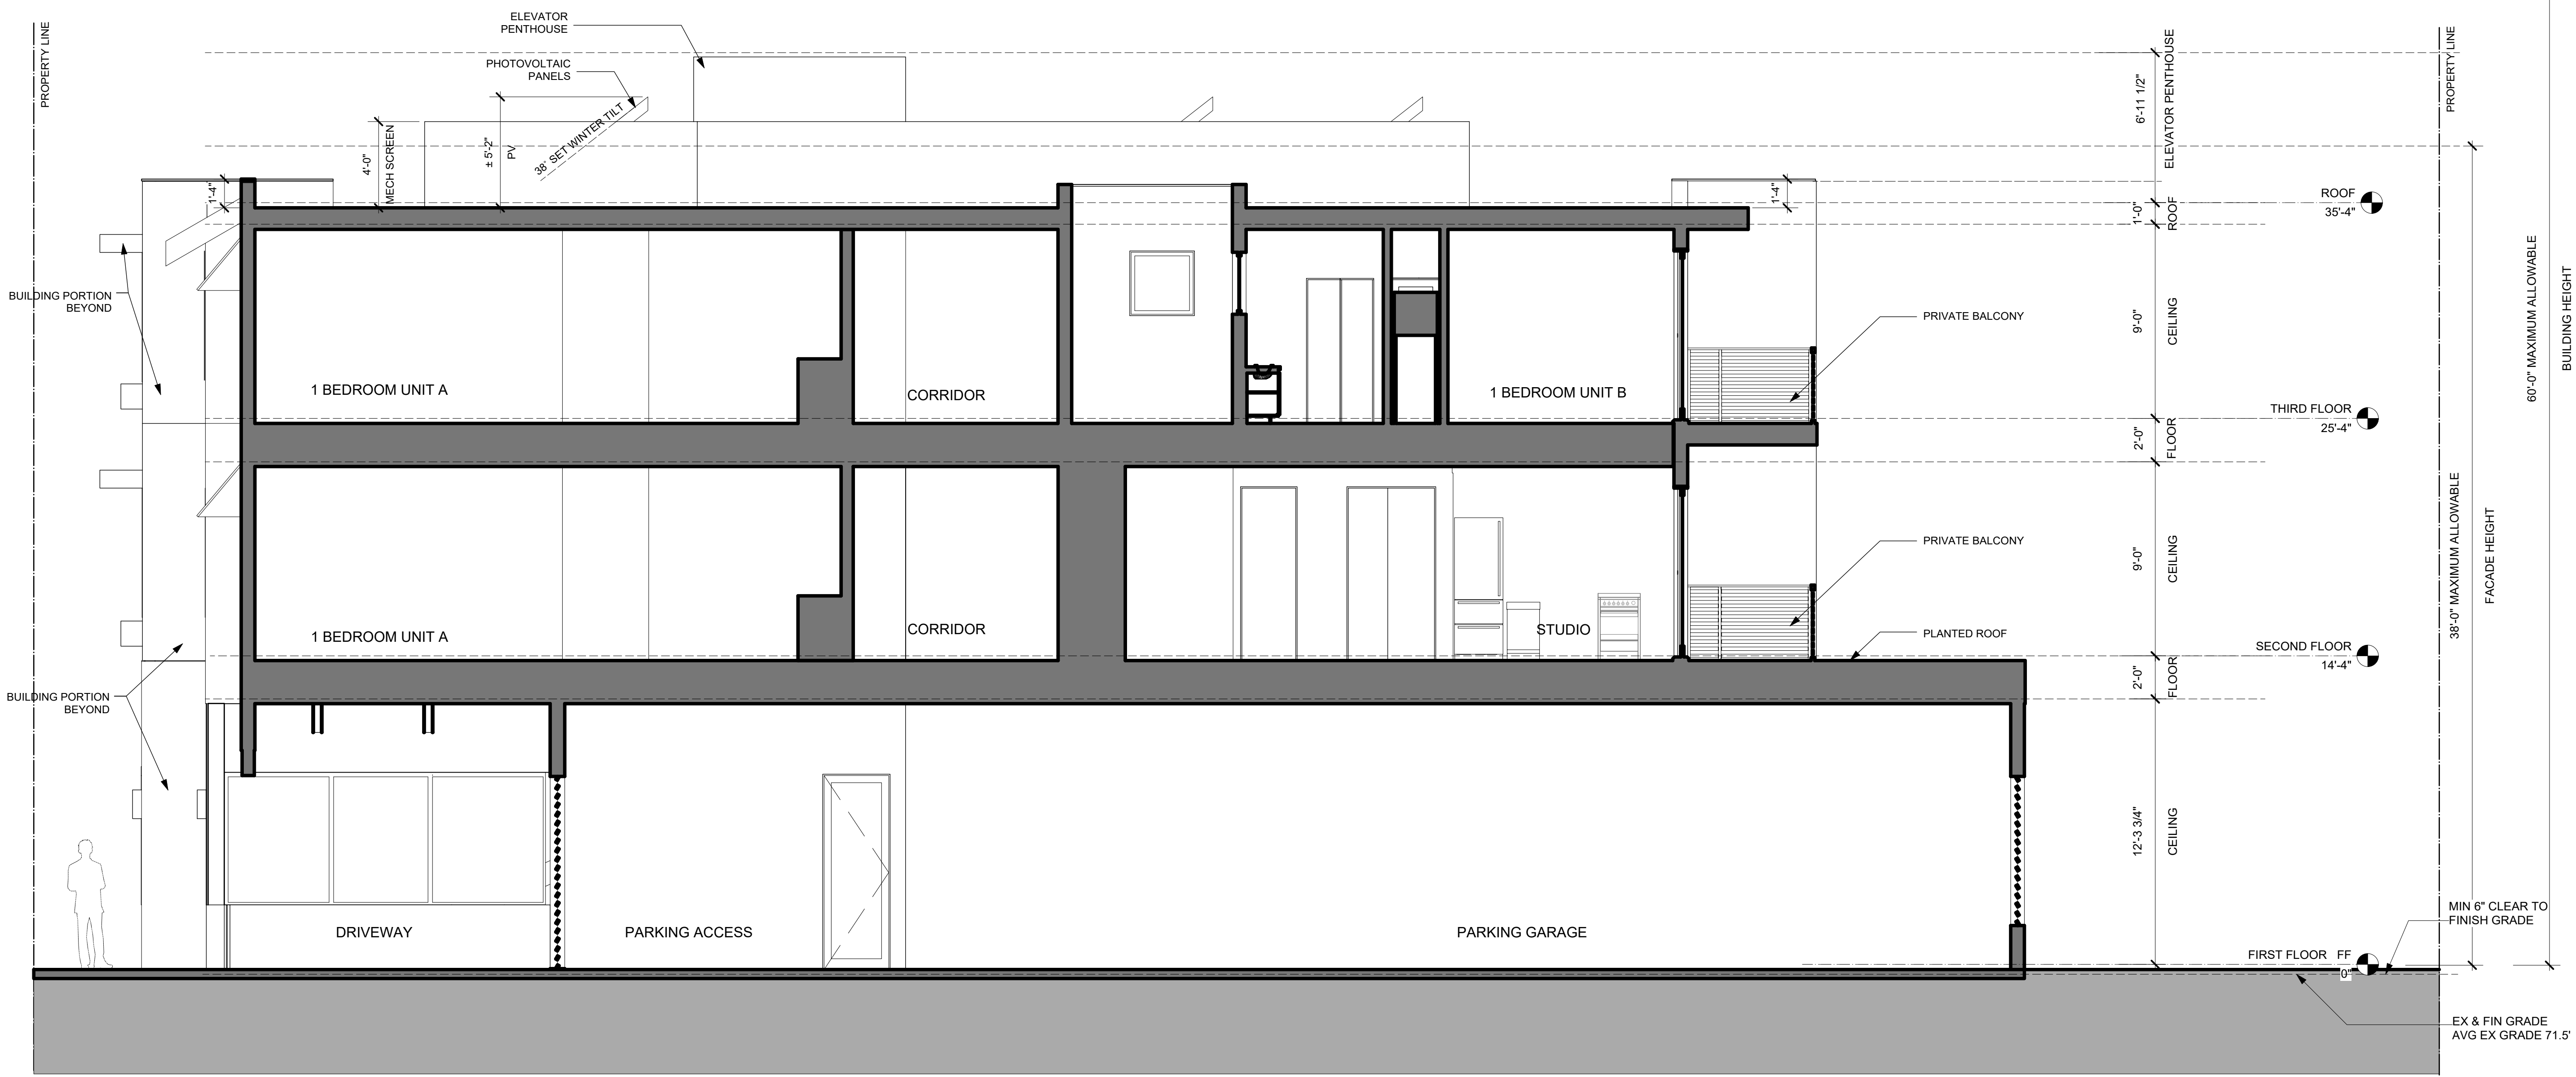 PROPERTY LINE
ELEVATOR
PENTHOUSE
PHOTOVOLTAIC
PANELS
38° SET WINTER TILT
4'-0"
MECH SCREEN
± 5'-2"
PV
1'-4"
BUILDING PORTION
BEYOND
BUILDING PORTION
BEYOND
1 BEDROOM UNIT A
CORRIDOR
1 BEDROOM UNIT B
1 BEDROOM UNIT A
CORRIDOR
STUDIO
DRIVEWAY
PARKING ACCESS
PARKING GARAGE
1'-4"
PRIVATE BALCONY
PRIVATE BALCONY
PLANTED ROOF
6'-11 1/2"
ELEVATOR PENTHOUSE
1'-0"
ROOF
9'-0"
CEILING
2'-0"
FLOOR
9'-0"
CEILING
2'-0"
FLOOR
12'-3 3/4"
CEILING
ROOF
35'-4"
THIRD FLOOR
25'-4"
SECOND FLOOR
14'-4"
FIRST FLOOR FF
0"
PROPERTY LINE
38'-0" MAXIMUM ALLOWABLE
FACADE HEIGHT
60'-0" MAXIMUM ALLOWABLE
BUILDING HEIGHT
MIN 6" CLEAR TO
FINISH GRADE
EX & FIN GRADE
AVG EX GRADE 71.5'